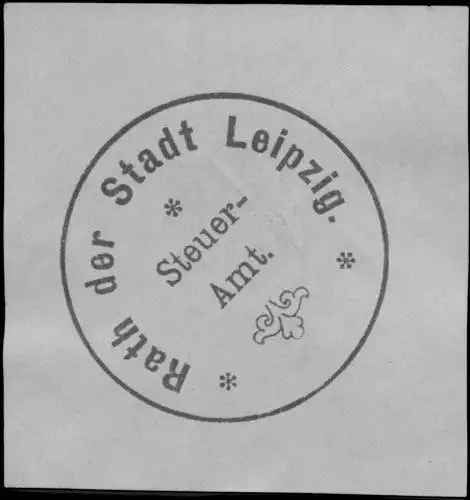 Rath der Stadt Leipzig.
Steuer-
Amt.